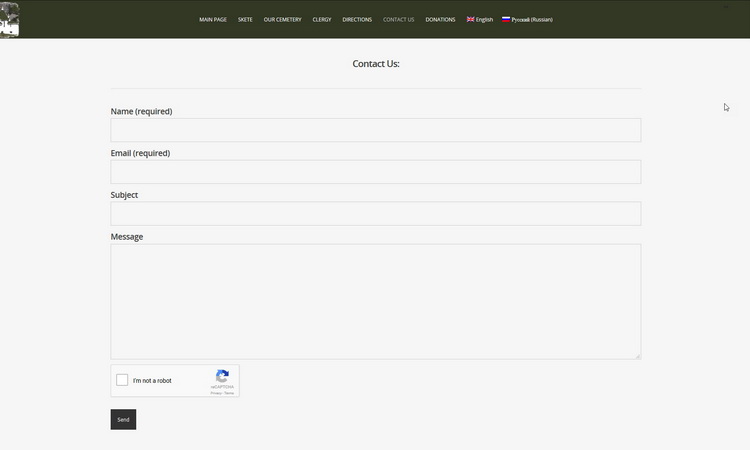 MAIN PAGE SKETE OUR CEMETERY CLERGY DIRECTIONS CONTACT US DONATIONS English Русский (Russian)
Contact Us:
Name (required)
Email (required)
Subject
Message
I'm not a robot
reCAPTCHA
Privacy - Terms
Send